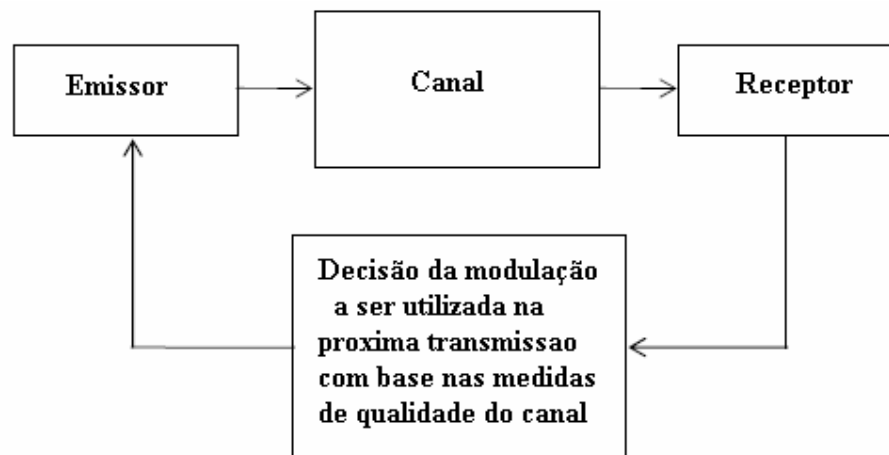 Emissor
Canal
Receptor
Decisão da modulação
a ser utilizada na
proxima transmissao
com base nas medidas
de qualidade do canal